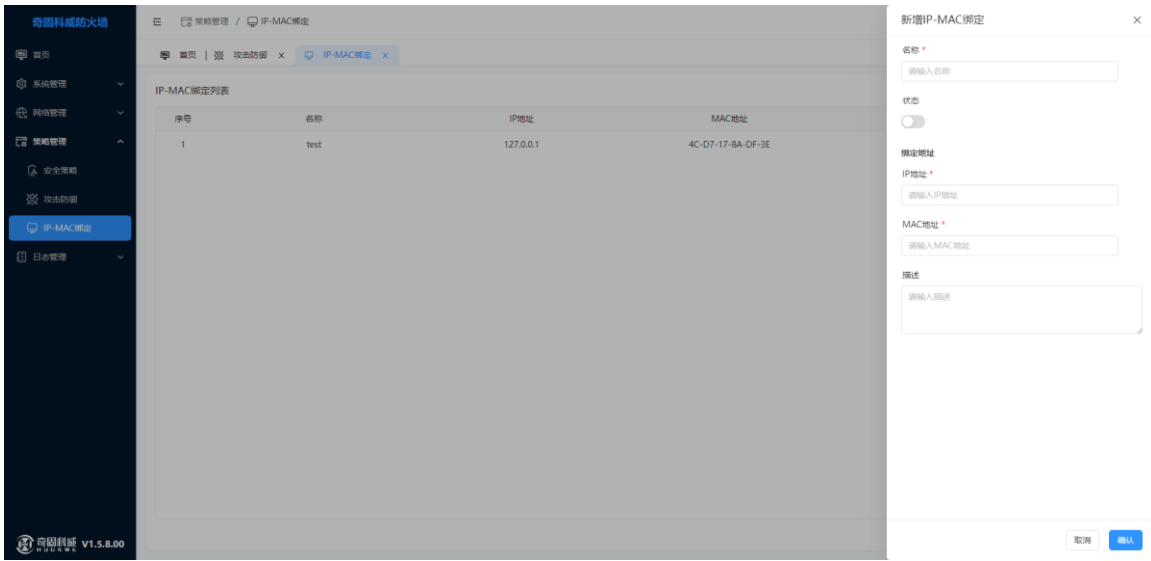 奇固科威防火墙
策略管理 / IP-MAC绑定
首页 | 攻击防御 × IP-MAC绑定 ×
首页
系统管理
网络管理
策略管理
安全策略
攻击防御
IP-MAC绑定
日志管理
奇固科威 V1.5.8.00
IP-MAC绑定列表
序号 名称 IP地址 MAC地址
1 test 127.0.0.1 4C-D7-17-8A-DF-3E
新增IP-MAC绑定 ×
名称 *
请输入名称
状态
绑定地址
IP地址 *
请输入IP地址
MAC地址 *
请输入MAC地址
描述
请输入描述
取消 确认